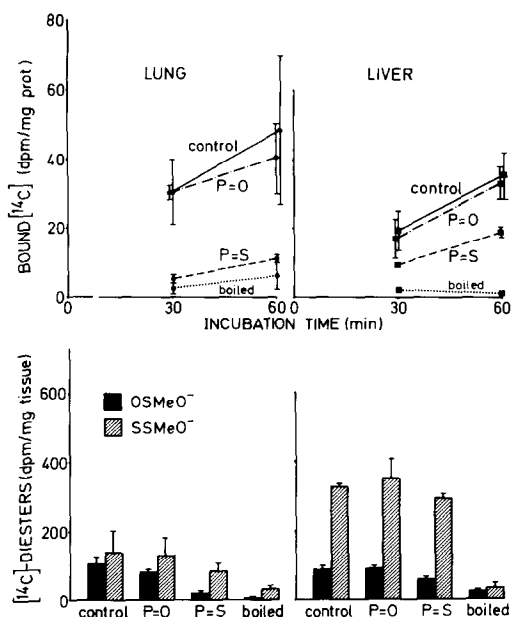 BOUND [14C] (dpm/mg prot)
80
60
40
20
0
LUNG
control
P=O
P=S
boiled
LIVER
control
P=O
P=S
boiled
0 30 60 0 30 60
INCUBATION TIME (min)
[14C]-DIESTERS (dpm/mg tissue)
600
400
200
0
OSMeO⁻
SSMeO⁻
control P=O P=S boiled control P=O P=S boiled